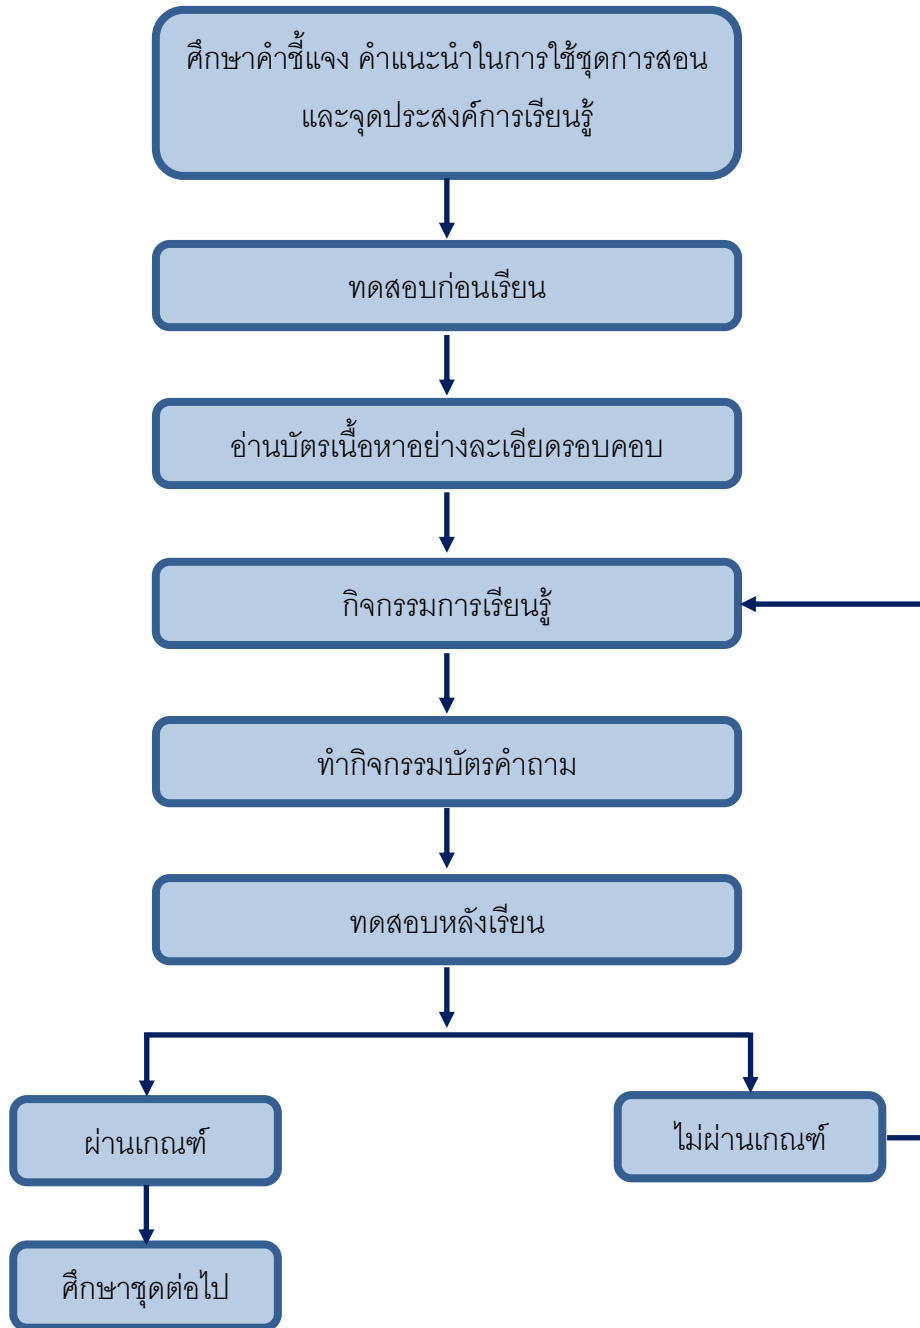 ศึกษาคำชี้แจง คำแนะนำในการใช้ชุดการสอน
และจุดประสงค์การเรียนรู้
ทดสอบก่อนเรียน
อ่านบัตรเนื้อหาอย่างละเอียดรอบคอบ
กิจกรรมการเรียนรู้
ทำกิจกรรมบัตรคำถาม
ทดสอบหลังเรียน
ผ่านเกณฑ์
ไม่ผ่านเกณฑ์
ศึกษาชุดต่อไป